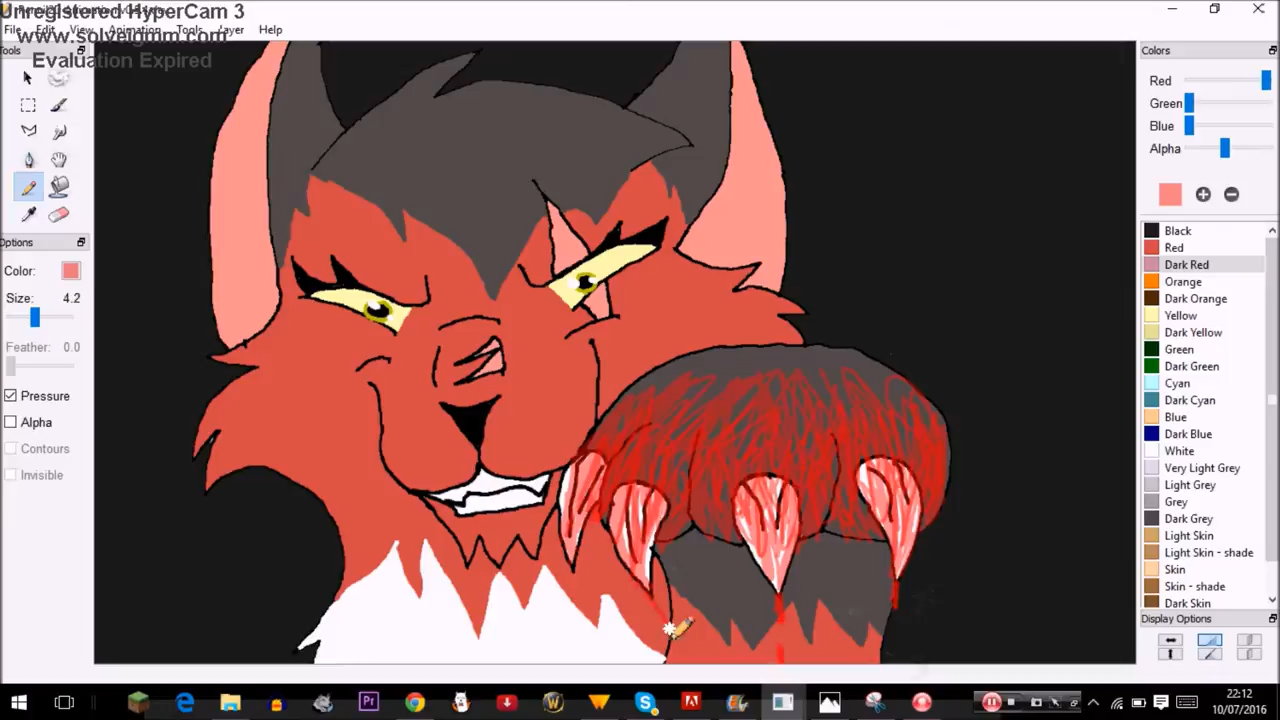 Unregistered HyperCam 3
www.solveigmm.com
Evaluation Expired
File Edit View Animation Tools Layer Help
Tools
Options
Color:
Size: 4.2
Feather: 0.0
Pressure
Alpha
Contours
Invisible
Colors
Red
Green
Blue
Alpha
Black
Red
Dark Red
Orange
Dark Orange
Yellow
Dark Yellow
Green
Dark Green
Cyan
Dark Cyan
Blue
Dark Blue
White
Very Light Grey
Light Grey
Grey
Dark Grey
Light Skin
Light Skin - shade
Skin
Skin - shade
Dark Skin
Display Options
22:12
10/07/2016